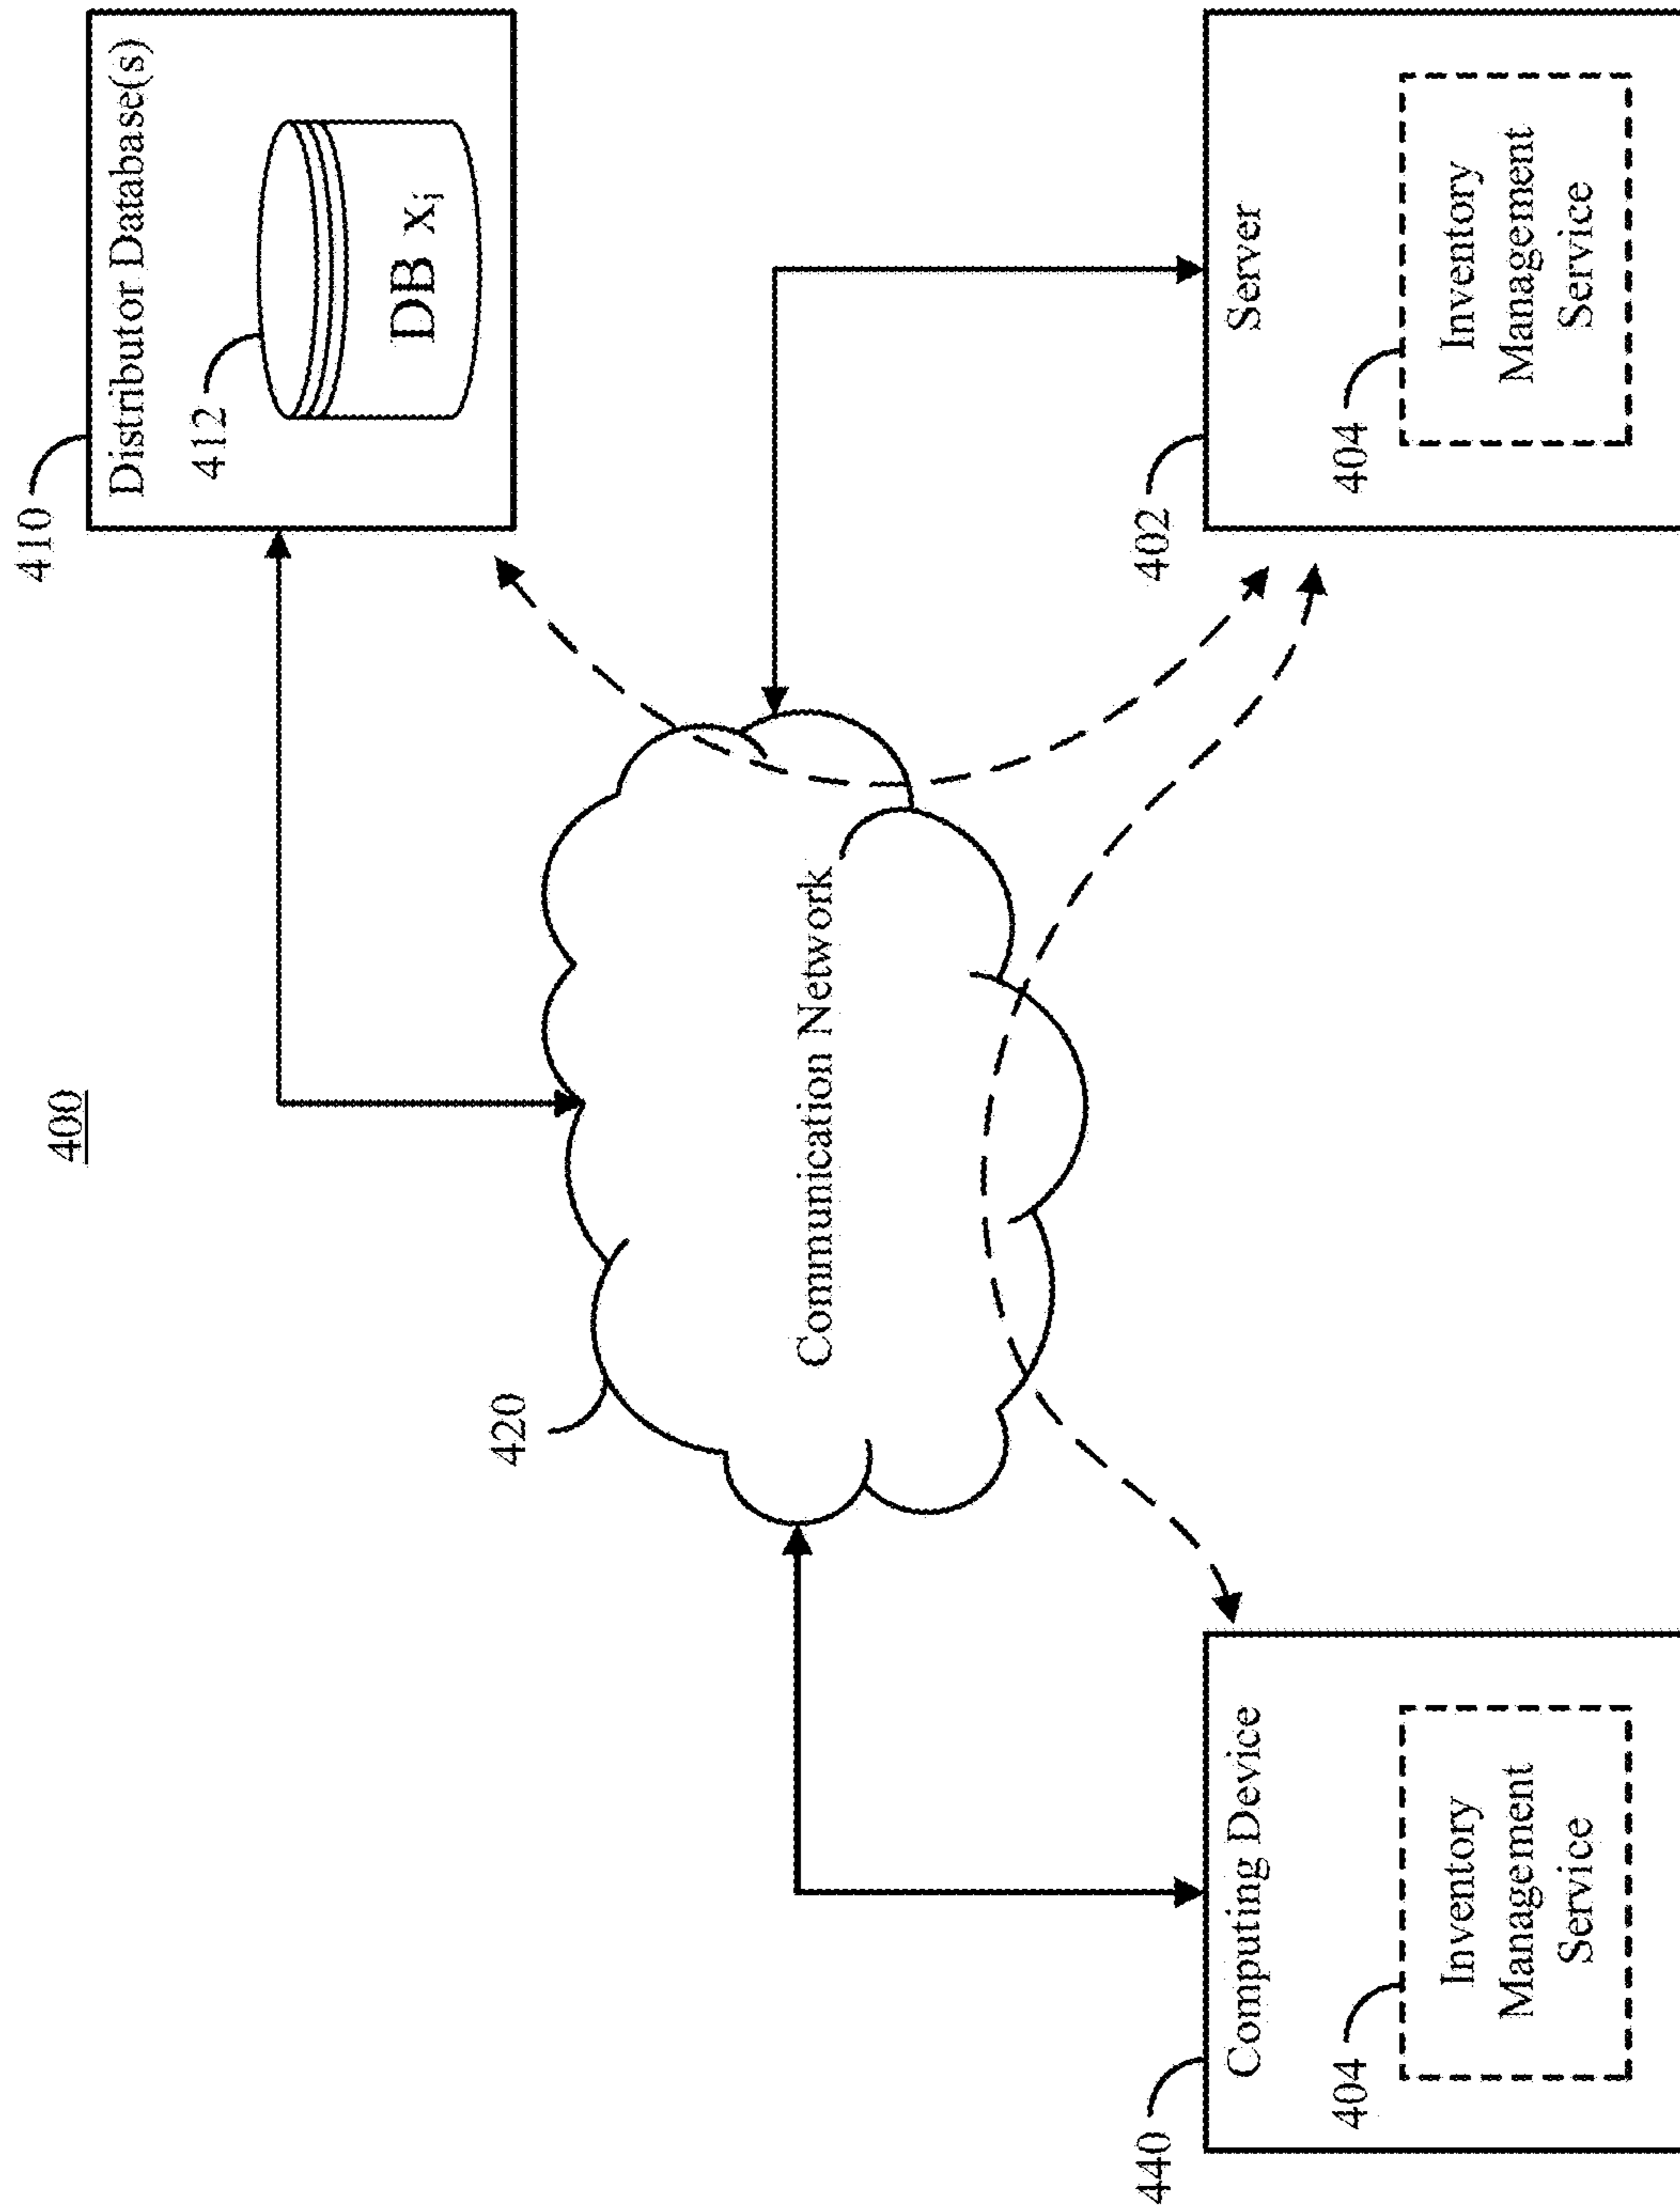 400
410
Distributor Database(s)
412
DB xᵢ
420
Communication Network
440
Computing Device
404
Inventory
Management
Service
402
Server
404
Inventory
Management
Service